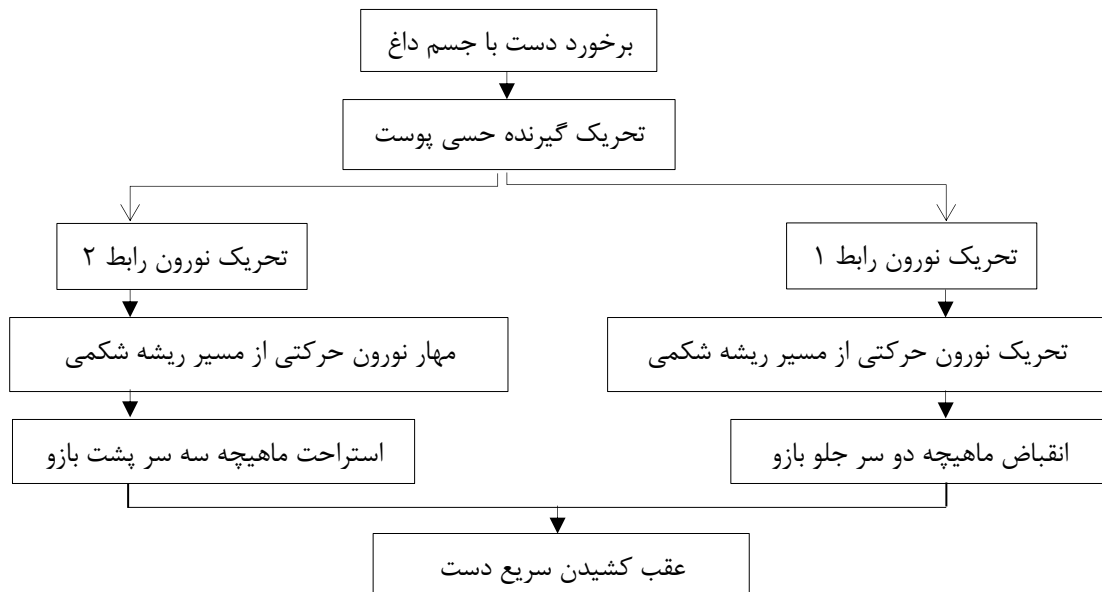 برخورد دست با جسم داغ
تحریک گیرنده حسی پوست
تحریک نورون رابط ۱
تحریک نورون رابط ۲
تحریک نورون حرکتی از مسیر ریشه شکمی
مهار نورون حرکتی از مسیر ریشه شکمی
انقباض ماهیچه دو سر جلو بازو
استراحت ماهیچه سه سر پشت بازو
عقب کشیدن سریع دست